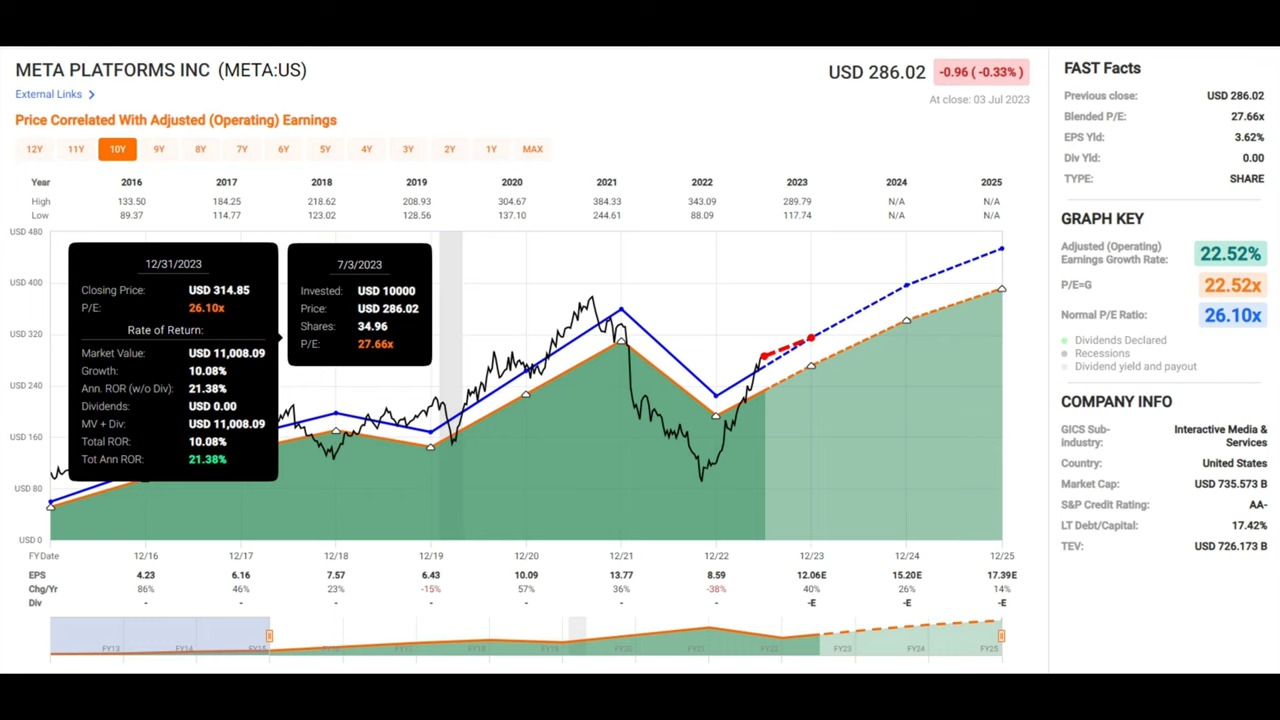 META PLATFORMS INC (META:US)
USD 286.02 -0.96 ( -0.33% )
External Links
At close: 03 Jul 2023
Price Correlated With Adjusted (Operating) Earnings
12Y 11Y 10Y 9Y 8Y 7Y 6Y 5Y 4Y 3Y 2Y 1Y MAX
Year 2016 2017 2018 2019 2020 2021 2022 2023 2024 2025
High 133.50 184.25 218.62 208.93 304.67 384.33 343.09 289.79 N/A N/A
Low 89.37 114.77 123.02 128.56 137.10 244.61 88.09 117.74 N/A N/A
USD 480
USD 400
USD 320
USD 240
USD 160
USD 80
USD 0
12/31/2023
Closing Price: USD 314.85
P/E: 26.10x
Rate of Return:
Market Value: USD 11,008.09
Growth: 10.08%
Ann. ROR (w/o Div): 21.38%
Dividends: USD 0.00
MV + Div: USD 11,008.09
Total ROR: 10.08%
Tot Ann ROR: 21.38%
7/3/2023
Invested: USD 10000
Price: USD 286.02
Shares: 34.96
P/E: 27.66x
FYDate 12/16 12/17 12/18 12/19 12/20 12/21 12/22 12/23 12/24 12/25
EPS 4.23 6.16 7.57 6.43 10.09 13.77 8.59 12.06E 15.20E 17.39E
Chg/Yr 86% 46% 23% -15% 57% 36% -38% 40% 26% 14%
Div - - - - - - - -E -E -E
FY13 FY14 FY15 FY16 FY17 FY18 FY19 FY20 FY21 FY22 FY23 FY24 FY25
FAST Facts
Previous close: USD 286.02
Blended P/E: 27.66x
EPS Yld: 3.62%
Div Yld: 0.00
TYPE: SHARE
GRAPH KEY
Adjusted (Operating)
Earnings Growth Rate: 22.52%
P/E=G 22.52x
Normal P/E Ratio: 26.10x
Dividends Declared
Recessions
Dividend yield and payout
COMPANY INFO
GICS Sub-
industry: Interactive Media &
Services
Country: United States
Market Cap: USD 735.573 B
S&P Credit Rating: AA-
LT Debt/Capital: 17.42%
TEV: USD 726.173 B